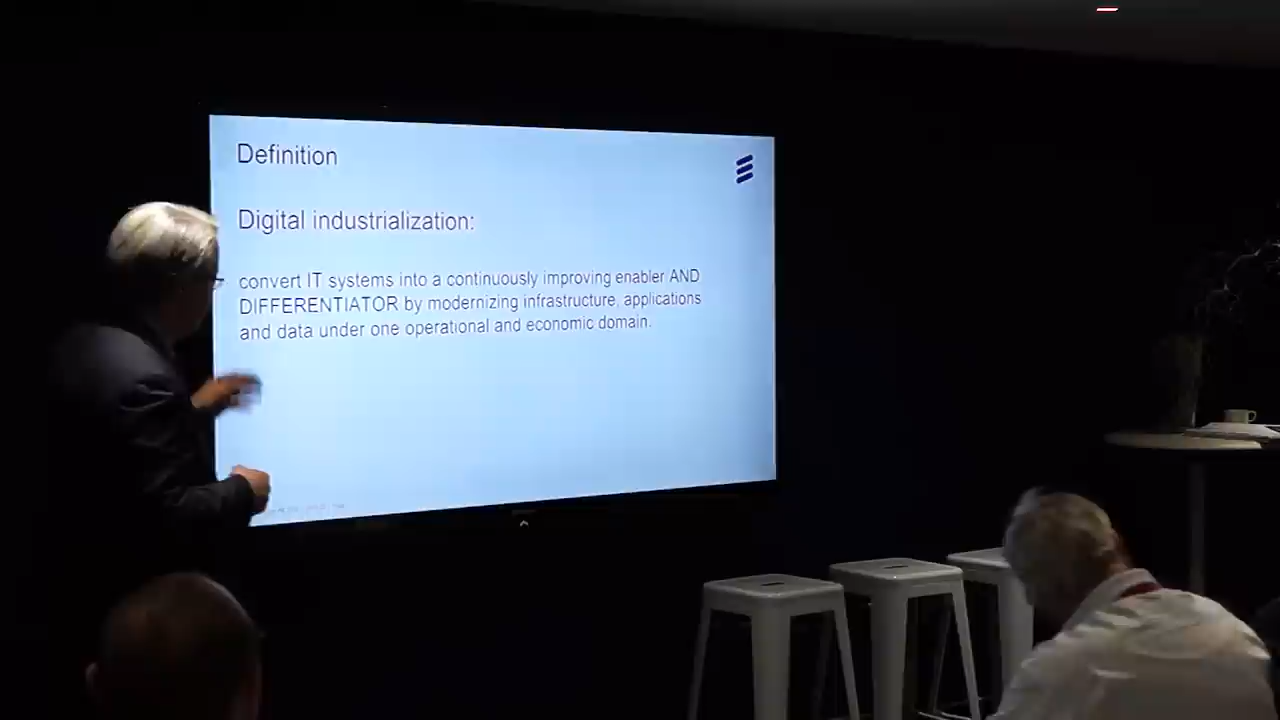 Definition
Digital industrialization:
convert IT systems into a continuously improving enabler AND
DIFFERENTIATOR by modernizing infrastructure, applications
and data under one operational and economic domain.